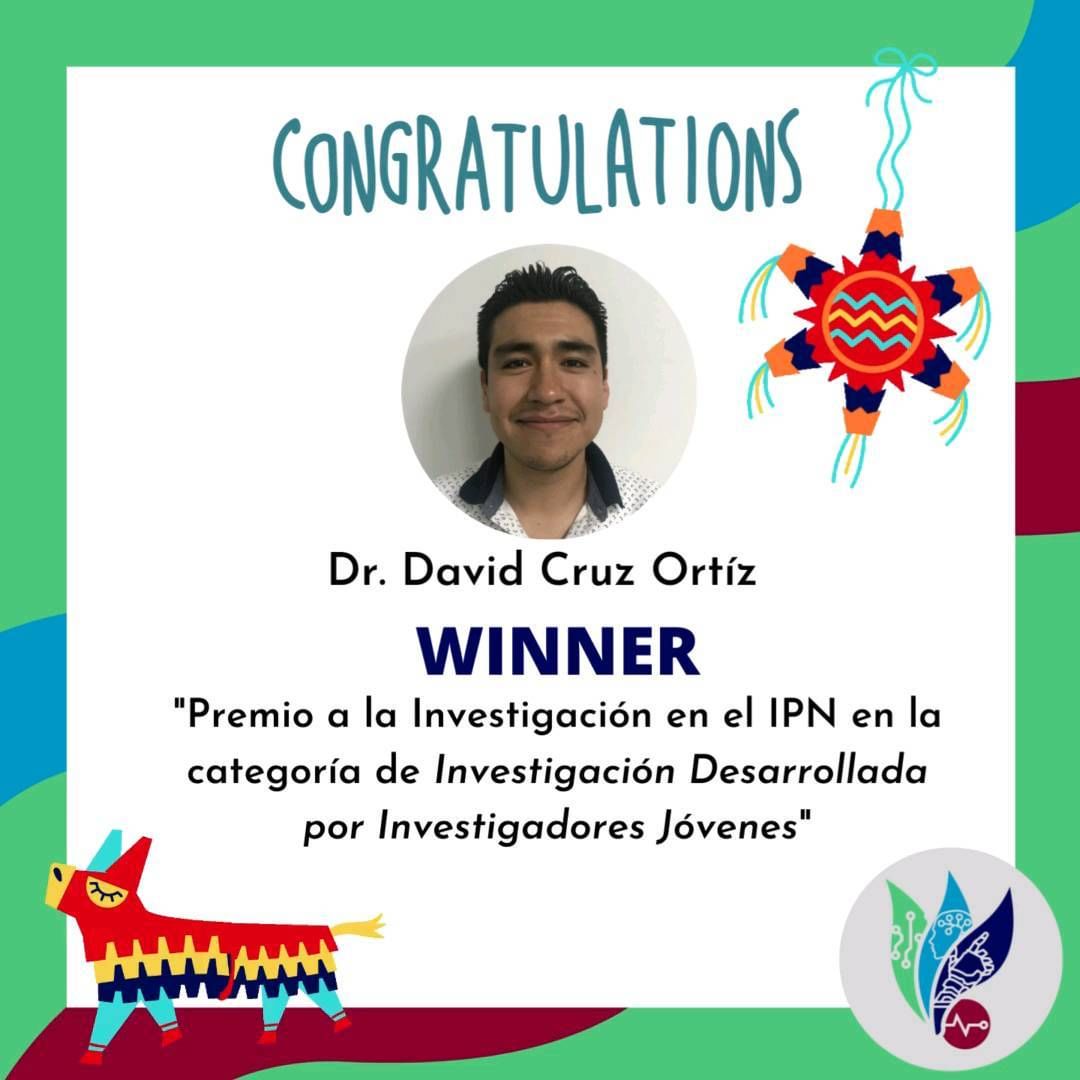 CONGRATULATIONS
Dr. David Cruz Ortíz
WINNER
"Premio a la Investigación en el IPN en la
categoría de Investigación Desarrollada
por Investigadores Jóvenes"